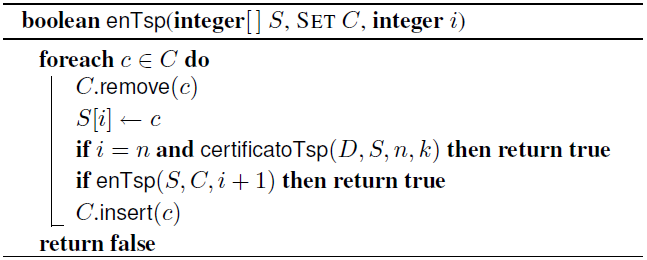 boolean enTsp(integer[] S, SET C, integer i)
foreach c ∈ C do
C.remove(c)
S[i] ← c
if i = n and certificatoTsp(D, S, n, k) then return true
if enTsp(S, C, i + 1) then return true
C.insert(c)
return false